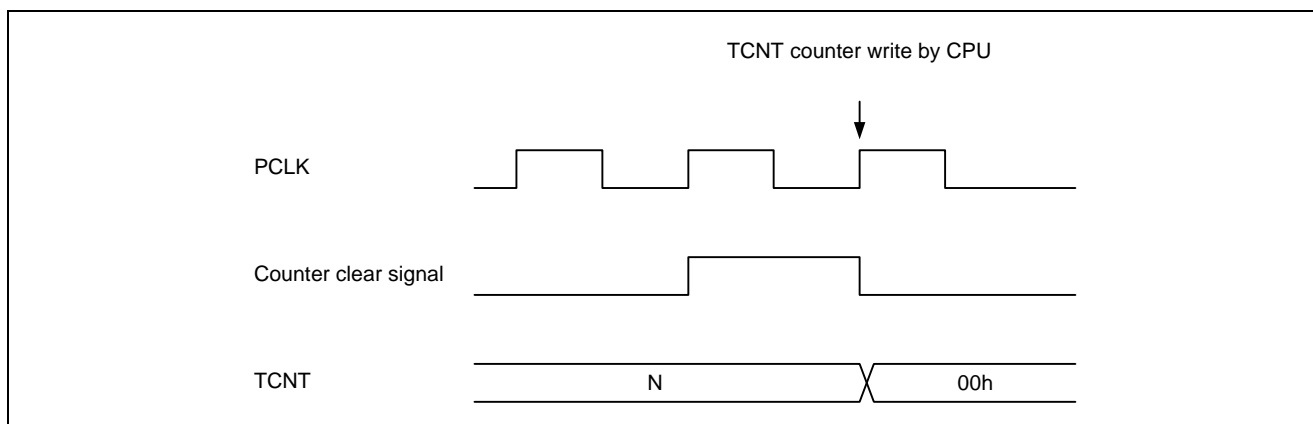 TCNT counter write by CPU
PCLK
Counter clear signal
TCNT
N
00h